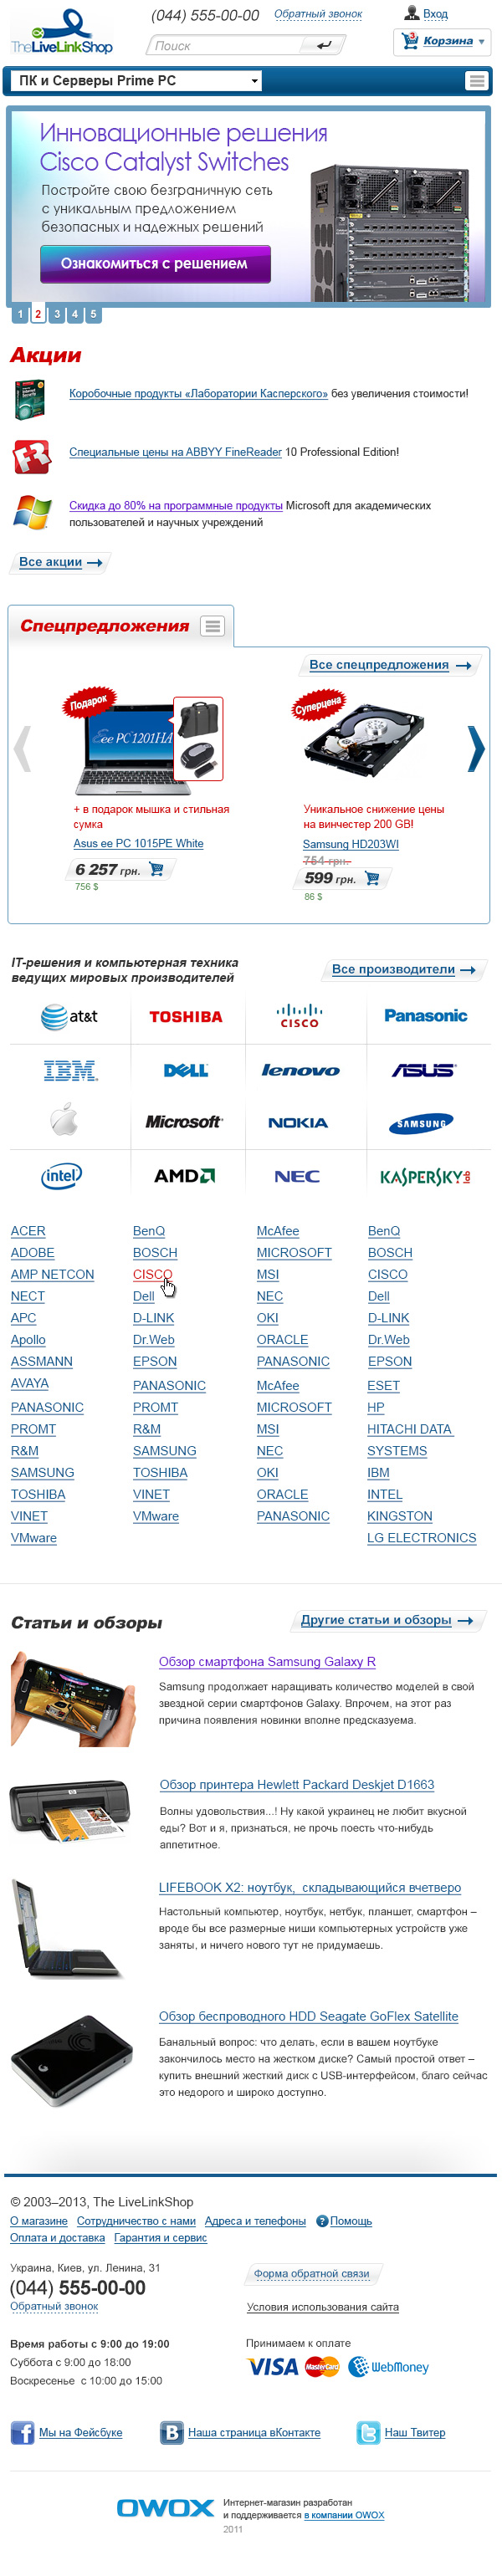 TheLiveLinkShop
(044) 555-00-00
Обратный звонок
Вход
Поиск
3
Корзина
ПК и Серверы Prime PC
Инновационные решения
Cisco Catalyst Switches
Постройте свою безграничную сеть
с уникальным предложением
безопасных и надежных решений
Ознакомиться с решением
1 2 3 4 5
Акции
Коробочные продукты «Лаборатории Касперского» без увеличения стоимости!
Специальные цены на ABBYY FineReader 10 Professional Edition!
Скидка до 80% на программные продукты Microsoft для академических
пользователей и научных учреждений
Все акции
Спецпредложения
Все спецпредложения
Подарок
Суперцена
Eee PC 1201HA
+ в подарок мышка и стильная
сумка
Asus ee PC 1015PE White
6 257 грн.
756 $
Уникальное снижение цены
на винчестер 200 GB!
Samsung HD203WI
754 грн.
599 грн.
86 $
IT-решения и компьютерная техника
ведущих мировых производителей
Все производители
at&t TOSHIBA CISCO Panasonic
IBM DELL lenovo ASUS
Microsoft NOKIA SAMSUNG
intel AMD NEC KASPERSKY
ACER BenQ McAfee BenQ
ADOBE BOSCH MICROSOFT BOSCH
AMP NETCON CISCO MSI CISCO
NECT Dell NEC Dell
APC D-LINK OKI D-LINK
Apollo Dr.Web ORACLE Dr.Web
ASSMANN EPSON PANASONIC EPSON
AVAYA PANASONIC McAfee ESET
PANASONIC PROMT MICROSOFT HP
PROMT R&M MSI HITACHI DATA
R&M SAMSUNG NEC SYSTEMS
SAMSUNG TOSHIBA OKI IBM
TOSHIBA VINET ORACLE INTEL
VINET VMware PANASONIC KINGSTON
VMware LG ELECTRONICS
Статьи и обзоры
Другие статьи и обзоры
Обзор смартфона Samsung Galaxy R
Samsung продолжает наращивать количество моделей в свой
звездной серии смартфонов Galaxy. Впрочем, на этот раз
причина появления новинки вполне предсказуема.
Обзор принтера Hewlett Packard Deskjet D1663
Волны удовольствия...! Ну какой украинец не любит вкусной
еды? Вот и я, признаться, не прочь поесть что-нибудь
аппетитное.
LIFEBOOK X2: ноутбук, складывающийся вчетверо
Настольный компьютер, ноутбук, нетбук, планшет, смартфон –
вроде бы все размерные ниши компьютерных устройств уже
заняты, и ничего нового тут не придумаешь.
Обзор беспроводного HDD Seagate GoFlex Satellite
Банальный вопрос: что делать, если в вашем ноутбуке
закончилось место на жестком диске? Самый простой ответ –
купить внешний жесткий диск с USB-интерфейсом, благо сейчас
это недорого и широко доступно.
© 2003–2013, The LiveLinkShop
О магазине Сотрудничество с нами Адреса и телефоны ? Помощь
Оплата и доставка Гарантия и сервис
Украина, Киев, ул. Ленина, 31
(044) 555-00-00
Обратный звонок
Форма обратной связи
Условия использования сайта
Время работы с 9:00 до 19:00
Суббота с 9:00 до 18:00
Воскресенье с 10:00 до 15:00
Принимаем к оплате
VISA MasterCard WebMoney
Мы на Фейсбуке
Наша страница вКонтакте
Наш Твитер
OWOX
Интернет-магазин разработан
и поддерживается в компании OWOX
2011